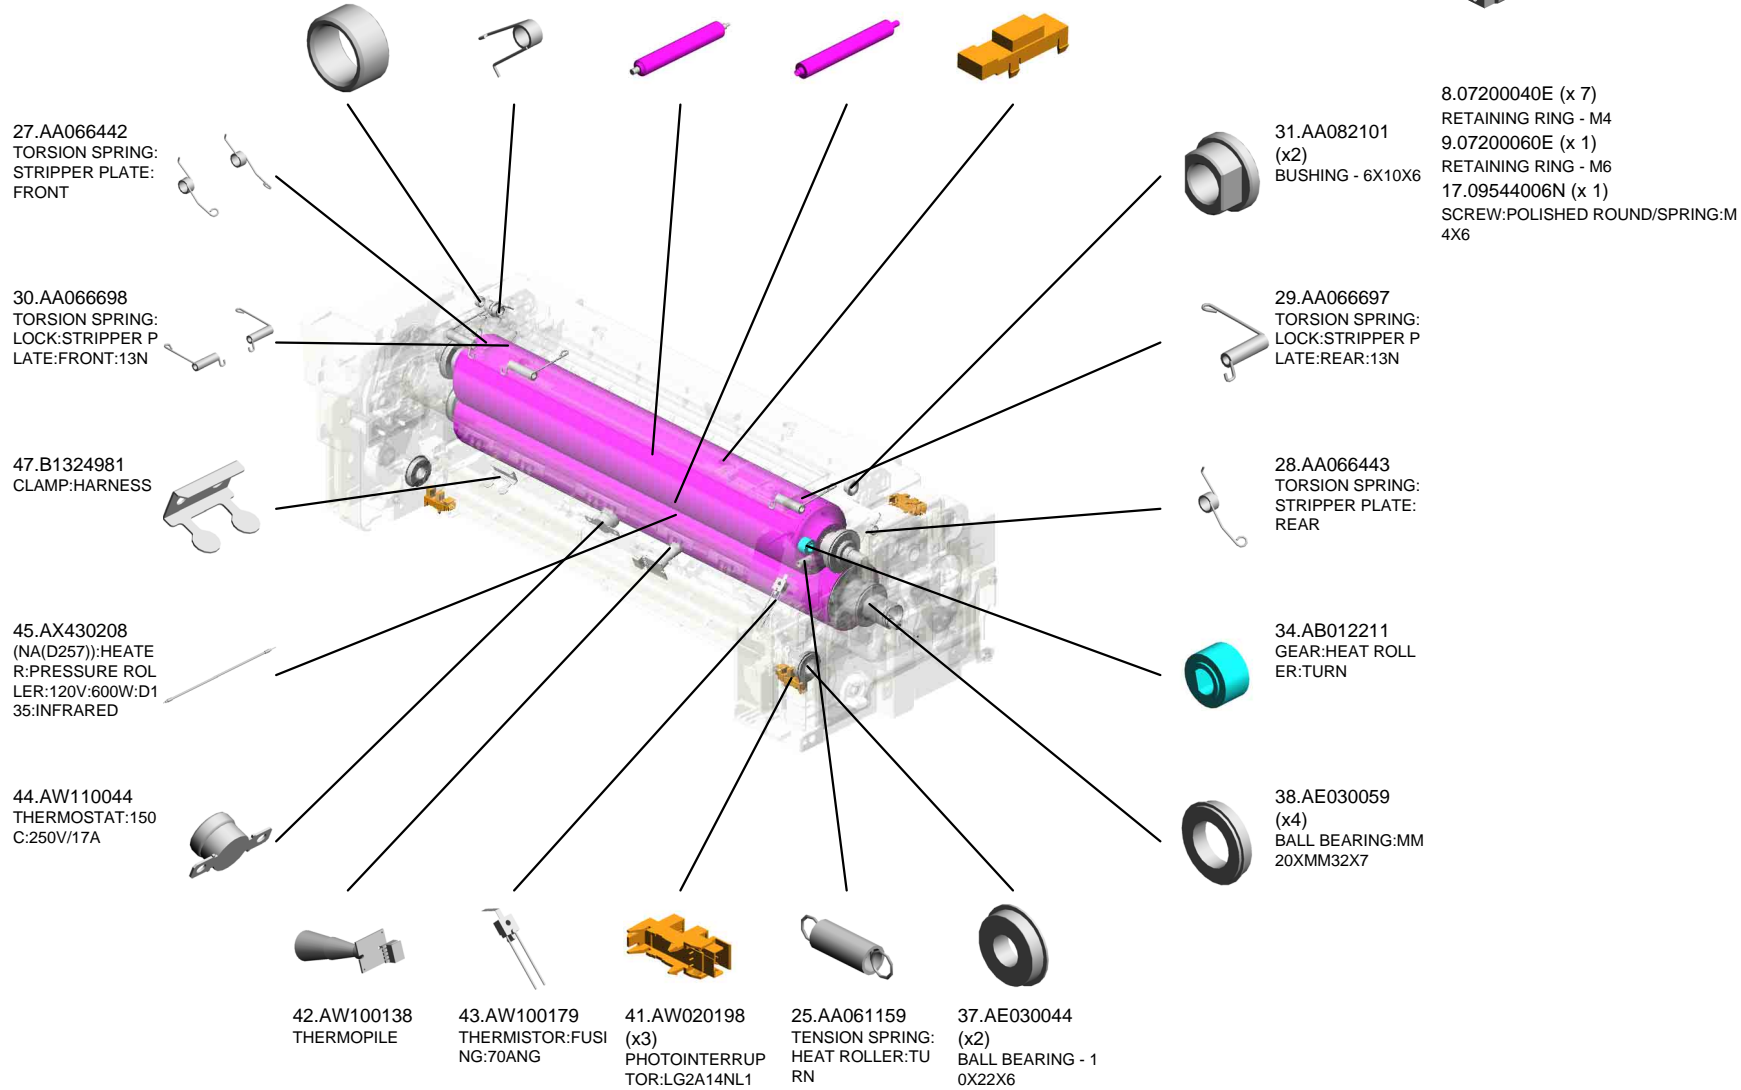 27.AA066442
TORSION SPRING:
STRIPPER PLATE:
FRONT
30.AA066698
TORSION SPRING:
LOCK:STRIPPER P
LATE:FRONT:13N
47.B1324981
CLAMP:HARNESS
45.AX430208
(NA(D257)):HEATE
R:PRESSURE ROL
LER:120V:600W:D1
35:INFRARED
44.AW110044
THERMOSTAT:150
C:250V/17A
42.AW100138
THERMOPILE
43.AW100179
THERMISTOR:FUSI
NG:70ANG
41.AW020198
(x3)
PHOTOINTERRUP
TOR:LG2A14NL1
25.AA061159
TENSION SPRING:
HEAT ROLLER:TU
RN
37.AE030044
(x2)
BALL BEARING - 1
0X22X6
31.AA082101
(x2)
BUSHING - 6X10X6
29.AA066697
TORSION SPRING:
LOCK:STRIPPER P
LATE:REAR:13N
28.AA066443
TORSION SPRING:
STRIPPER PLATE:
REAR
34.AB012211
GEAR:HEAT ROLL
ER:TURN
38.AE030059
(x4)
BALL BEARING:MM
20XMM32X7
8.07200040E (x 7)
RETAINING RING - M4
9.07200060E (x 1)
RETAINING RING - M6
17.09544006N (x 1)
SCREW:POLISHED ROUND/SPRING:M
4X6